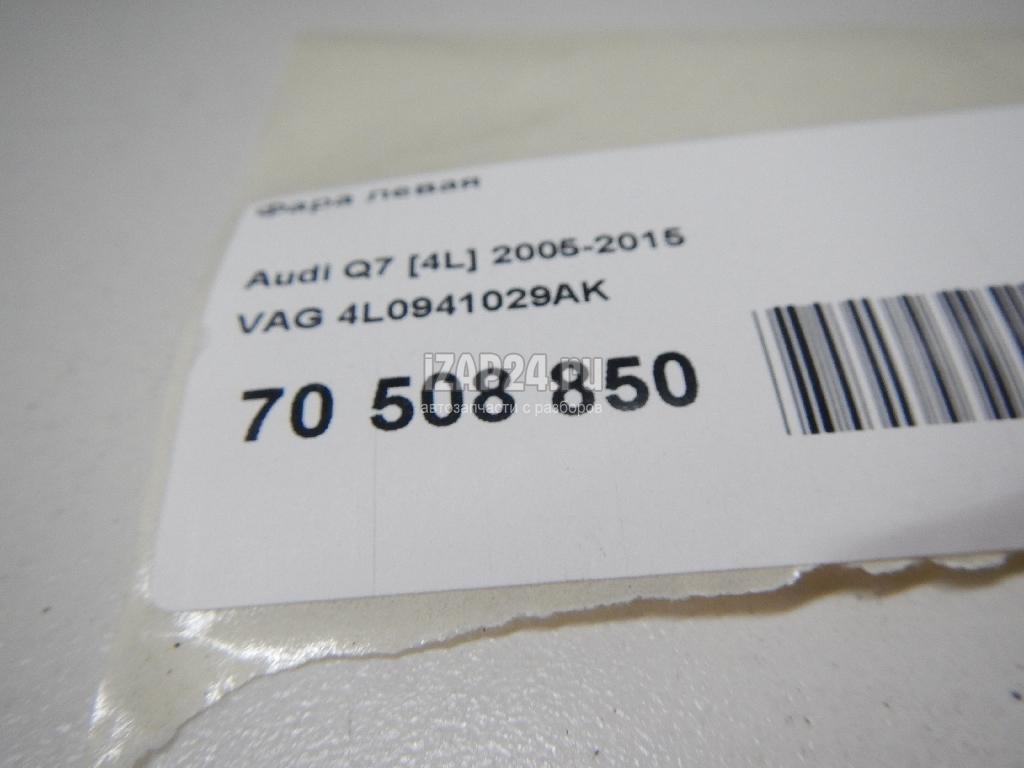 Фара левая
Audi Q7 [4L] 2005-2015
VAG 4L0941029AK
iZAP24.ru
70 508 850
автозапчасти с разборов